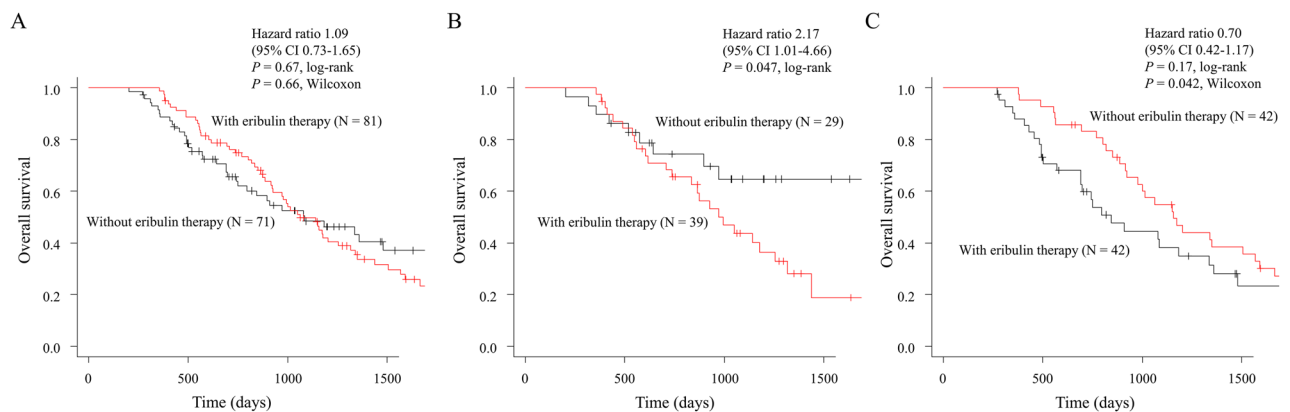 A
Hazard ratio 1.09
(95% CI 0.73-1.65)
P = 0.67, log-rank
P = 0.66, Wilcoxon
With eribulin therapy (N = 81)
Without eribulin therapy (N = 71)
Overall survival
1.0
0.8
0.6
0.4
0.2
0.0
0
500
1000
1500
Time (days)
B
Hazard ratio 2.17
(95% CI 1.01-4.66)
P = 0.047, log-rank
Without eribulin therapy (N = 29)
With eribulin therapy (N = 39)
Overall survival
1.0
0.8
0.6
0.4
0.2
0.0
0
500
1000
1500
Time (days)
C
Hazard ratio 0.70
(95% CI 0.42-1.17)
P = 0.17, log-rank
P = 0.042, Wilcoxon
Without eribulin therapy (N = 42)
With eribulin therapy (N = 42)
Overall survival
1.0
0.8
0.6
0.4
0.2
0.0
0
500
1000
1500
Time (days)